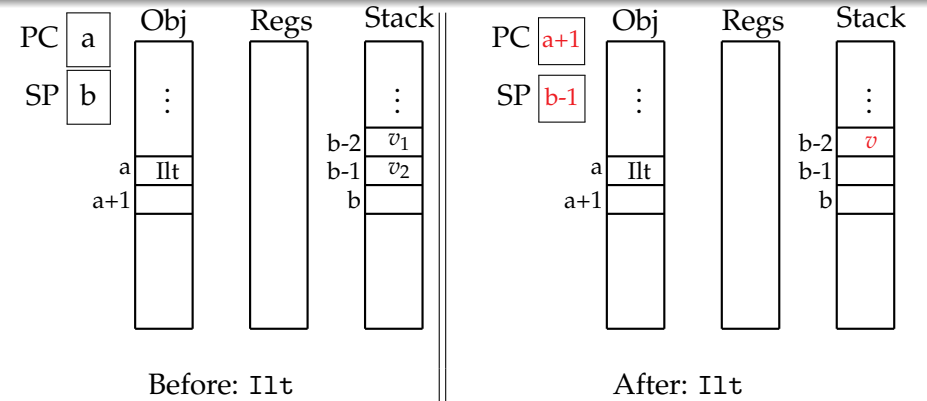 Obj Regs Stack
PC a
SP b
⋮ ⋮
b-2 v₁
a Ilt b-1 v₂
a+1 b
Before: Ilt
Obj Regs Stack
PC a+1
SP b-1
⋮ ⋮
b-2 v
a Ilt b-1
a+1 b
After: Ilt